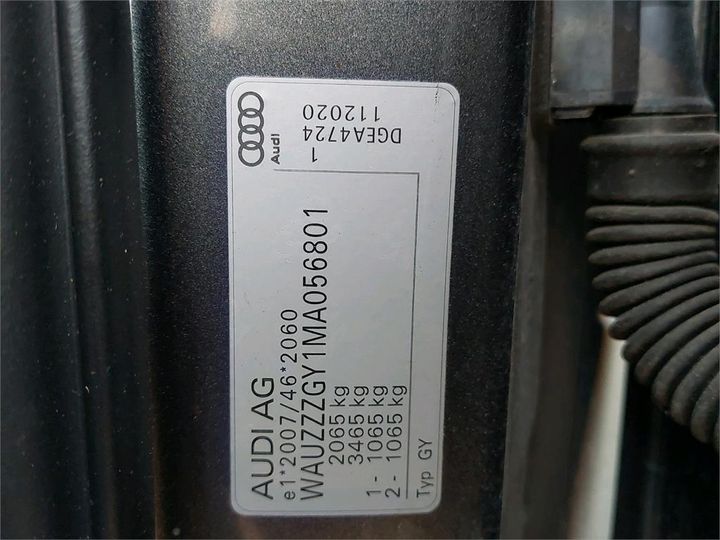 AUDI AG
e1*2007/46*2060
WAUZZZGY1MA056801
2065 kg
3465 kg
1- 1065 kg
2- 1065 kg
Typ GY
Audi
1
DGEA4724
112020